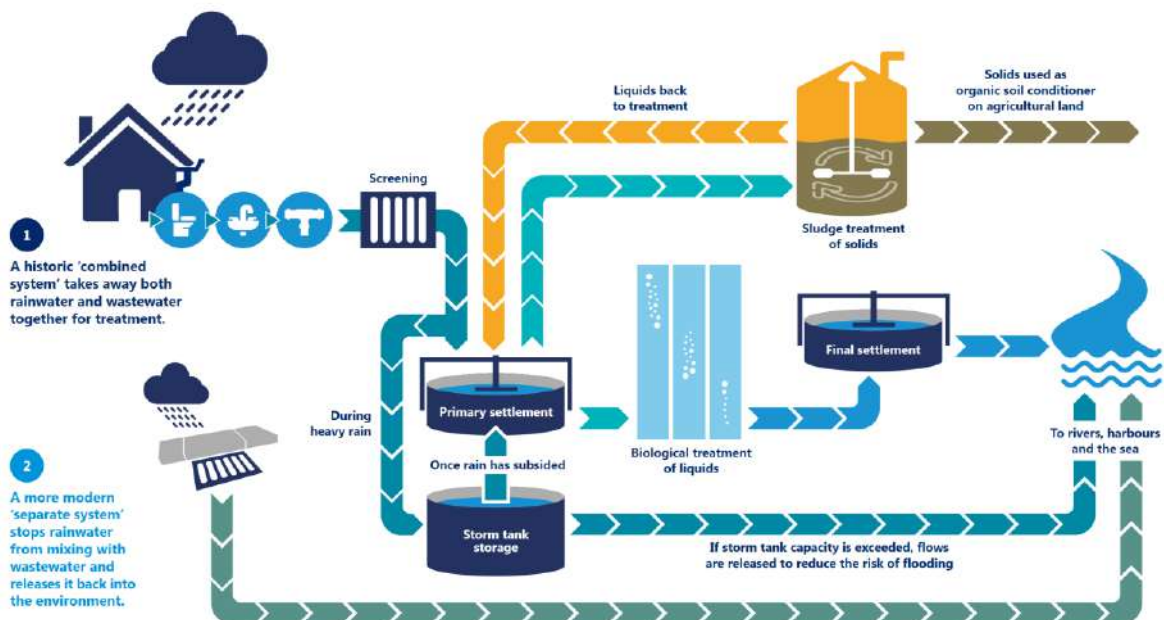 Liquids back
to treatment
Solids used as
organic soil conditioner
on agricultural land
Screening
Sludge treatment
of solids
1
A historic 'combined
system' takes away both
rainwater and wastewater
together for treatment.
Final settlement
Primary settlement
During
heavy rain
Biological treatment
of liquids
To rivers, harbours
and the sea
Once rain has subsided
2
A more modern
'separate system'
stops rainwater
from mixing with
wastewater and
releases it back into
the environment.
Storm tank
storage
If storm tank capacity is exceeded, flows
are released to reduce the risk of flooding